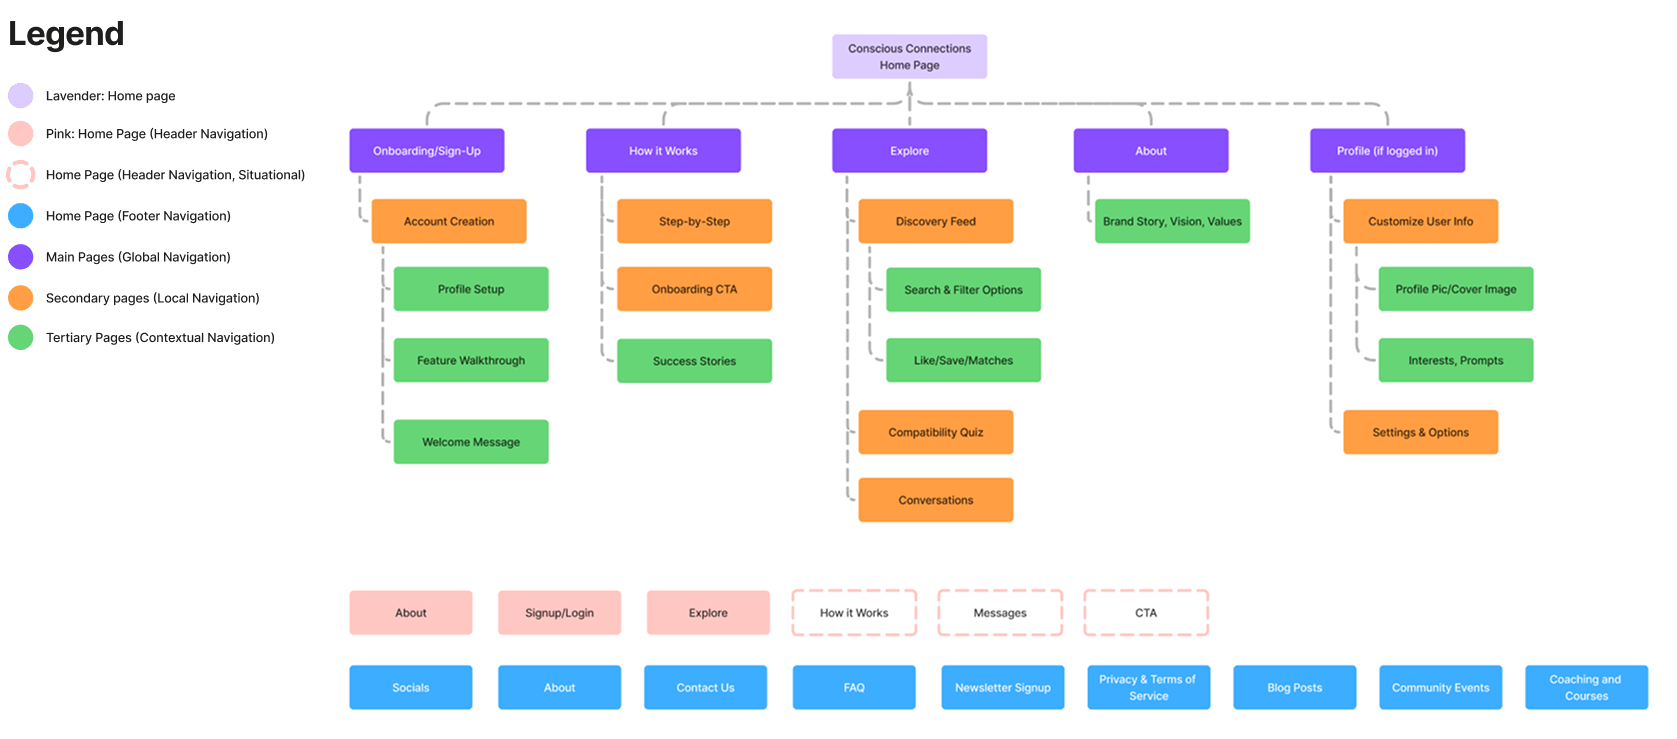 Legend
Lavender: Home page
Pink: Home Page (Header Navigation)
Home Page (Header Navigation, Situational)
Home Page (Footer Navigation)
Main Pages (Global Navigation)
Secondary pages (Local Navigation)
Tertiary Pages (Contextual Navigation)
Conscious Connections
Home Page
Onboarding/Sign-Up
Account Creation
Profile Setup
Feature Walkthrough
Welcome Message
How it Works
Step-by-Step
Onboarding CTA
Success Stories
Explore
Discovery Feed
Search & Filter Options
Like/Save/Matches
Compatibility Quiz
Conversations
About
Brand Story, Vision, Values
Profile (if logged in)
Customize User Info
Profile Pic/Cover Image
Interests, Prompts
Settings & Options
About
Signup/Login
Explore
How it Works
Messages
CTA
Socials
About
Contact Us
FAQ
Newsletter Signup
Privacy & Terms of
Service
Blog Posts
Community Events
Coaching and
Courses